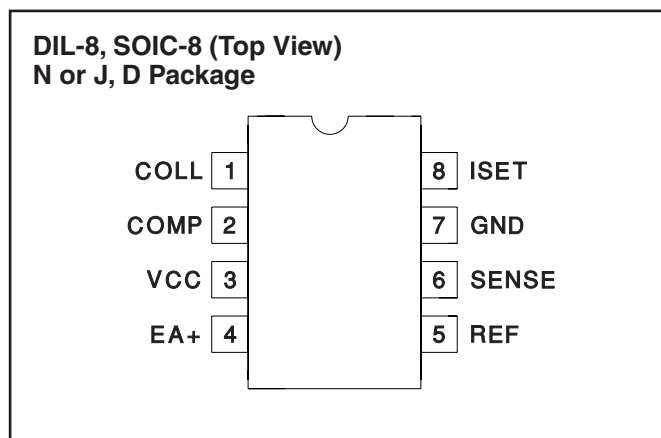 DIL-8, SOIC-8 (Top View)
N or J, D Package
COLL 1
8 ISET
COMP 2
7 GND
VCC 3
6 SENSE
EA+ 4
5 REF